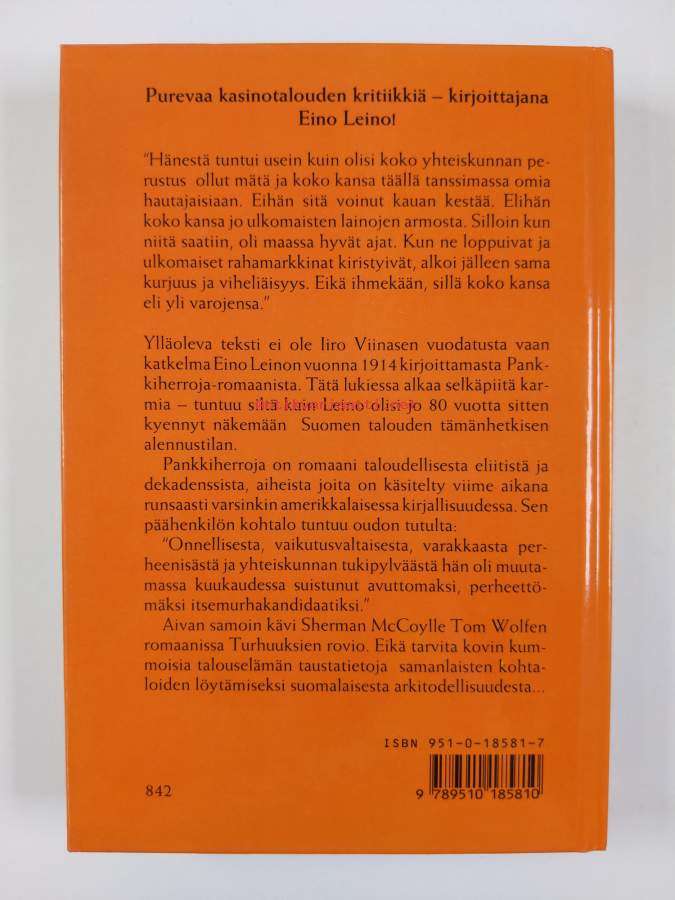 Purevaa kasinotalouden kritiikkiä – kirjoittajana
Eino Leino!
"Hänestä tuntui usein kuin olisi koko yhteiskunnan pe-
rustus ollut mätä ja koko kansa täällä tanssimassa omia
hautajaisiaan. Eihän sitä voinut kauan kestää. Elihän
koko kansa jo ulkomaisten lainojen armosta. Silloin kun
niitä saatiin, oli maassa hyvät ajat. Kun ne loppuivat ja
ulkomaiset rahamarkkinat kiristyivät, alkoi jälleen sama
kurjuus ja viheliäisyys. Eikä ihmekään, sillä koko kansa
eli yli varojensa."
Ylläoleva teksti ei ole Iiro Viinasen vuodatusta vaan
katkelma Eino Leinon vuonna 1914 kirjoittamasta Pank-
kiherroja-romaanista. Tätä lukiessa alkaa selkäpiitä kar-
mia – tuntuu siltä kuin Leino olisi jo 80 vuotta sitten
kyennyt näkemään Suomen talouden tämänhetkisen
alennustilan.
Pankkiherroja on romaani taloudellisesta eliitistä ja
dekadenssista, aiheista joita on käsitelty viime aikana
runsaasti varsinkin amerikkalaisessa kirjallisuudessa. Sen
päähenkilön kohtalo tuntuu oudon tutulta:
"Onnellisesta, vaikutusvaltaisesta, varakkaasta per-
heenisästä ja yhteiskunnan tukipylväästä hän oli muuta-
massa kuukaudessa suistunut avuttomaksi, perheettö-
mäksi itsemurhakandidaatiksi."
Aivan samoin kävi Sherman McCoylle Tom Wolfen
romaanissa Turhuuksien rovio. Eikä tarvita kovin kum-
moisia talouselämän taustatietoja samanlaisten kohta-
loiden löytämiseksi suomalaisesta arkitodellisuudesta...
ISBN 951-0-18581-7
9 789510 185810
842